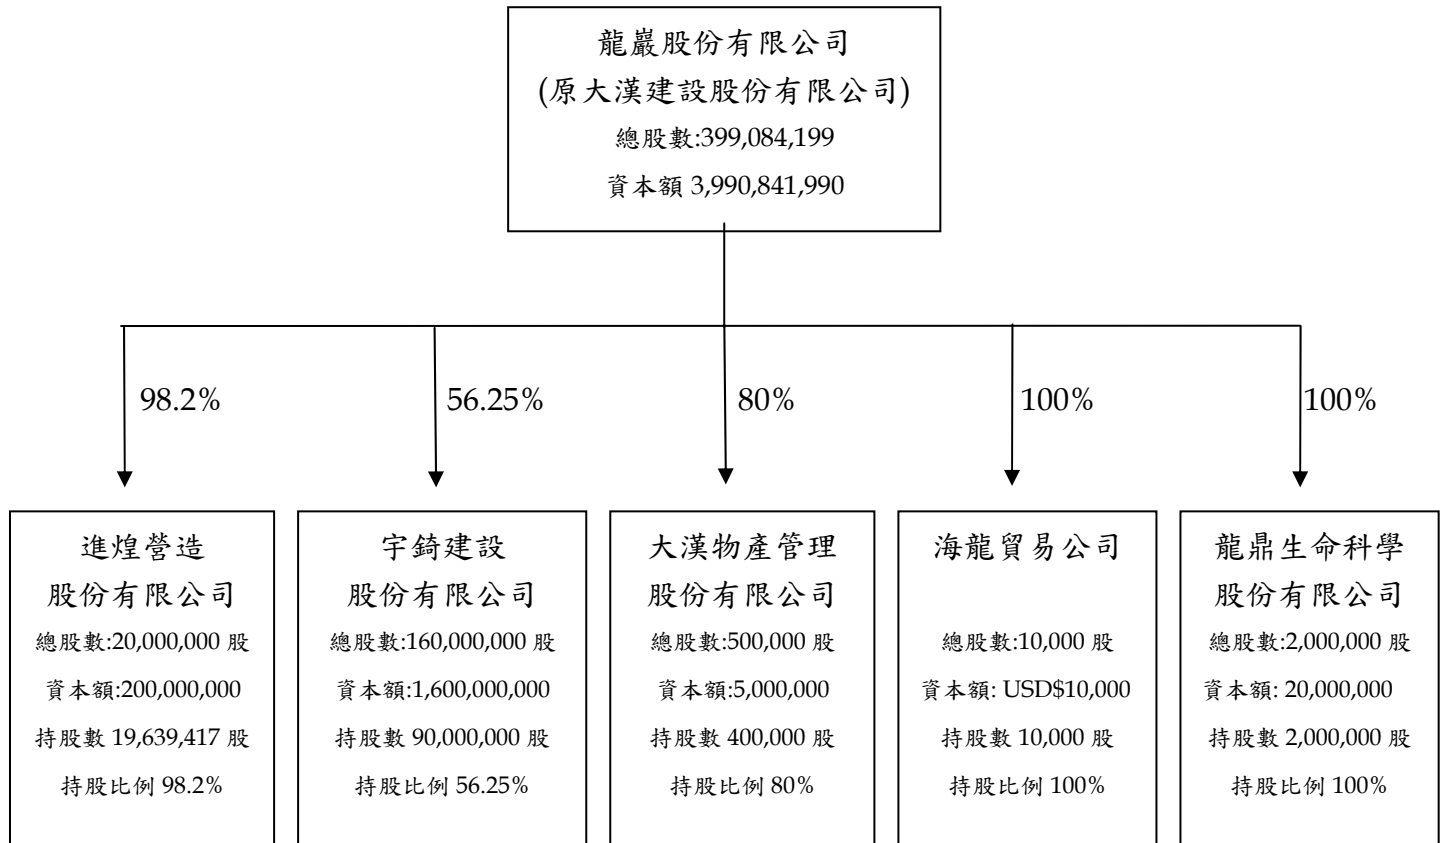 龍巖股份有限公司
(原大漢建設股份有限公司)
總股數:399,084,199
資本額 3,990,841,990
98.2%
56.25%
80%
100%
100%
進煌營造
股份有限公司
總股數:20,000,000 股
資本額:200,000,000
持股數 19,639,417 股
持股比例 98.2%
宇錡建設
股份有限公司
總股數:160,000,000 股
資本額:1,600,000,000
持股數 90,000,000 股
持股比例 56.25%
大漢物產管理
股份有限公司
總股數:500,000 股
資本額:5,000,000
持股數 400,000 股
持股比例 80%
海龍貿易公司
總股數:10,000 股
資本額: USD$10,000
持股數 10,000 股
持股比例 100%
龍鼎生命科學
股份有限公司
總股數:2,000,000 股
資本額: 20,000,000
持股數 2,000,000 股
持股比例 100%